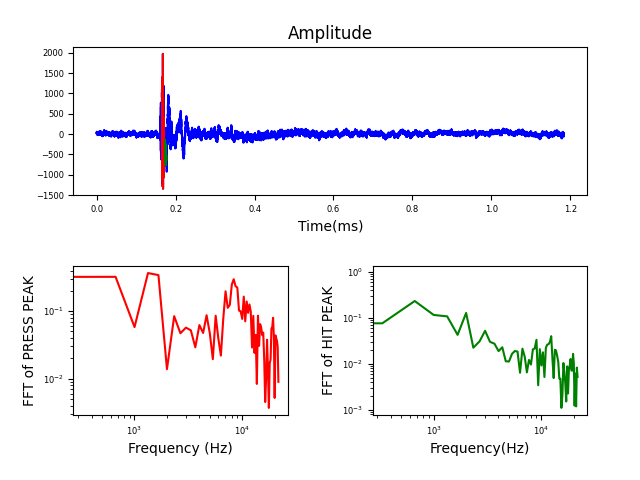 Amplitude
2000
1500
1000
500
0
−500
−1000
−1500
0.0 0.2 0.4 0.6 0.8 1.0 1.2
Time(ms)
FFT of PRESS PEAK
10⁻¹
10⁻²
10³ 10⁴
Frequency (Hz)
FFT of HIT PEAK
10⁰
10⁻¹
10⁻²
10⁻³
10³ 10⁴
Frequency(Hz)